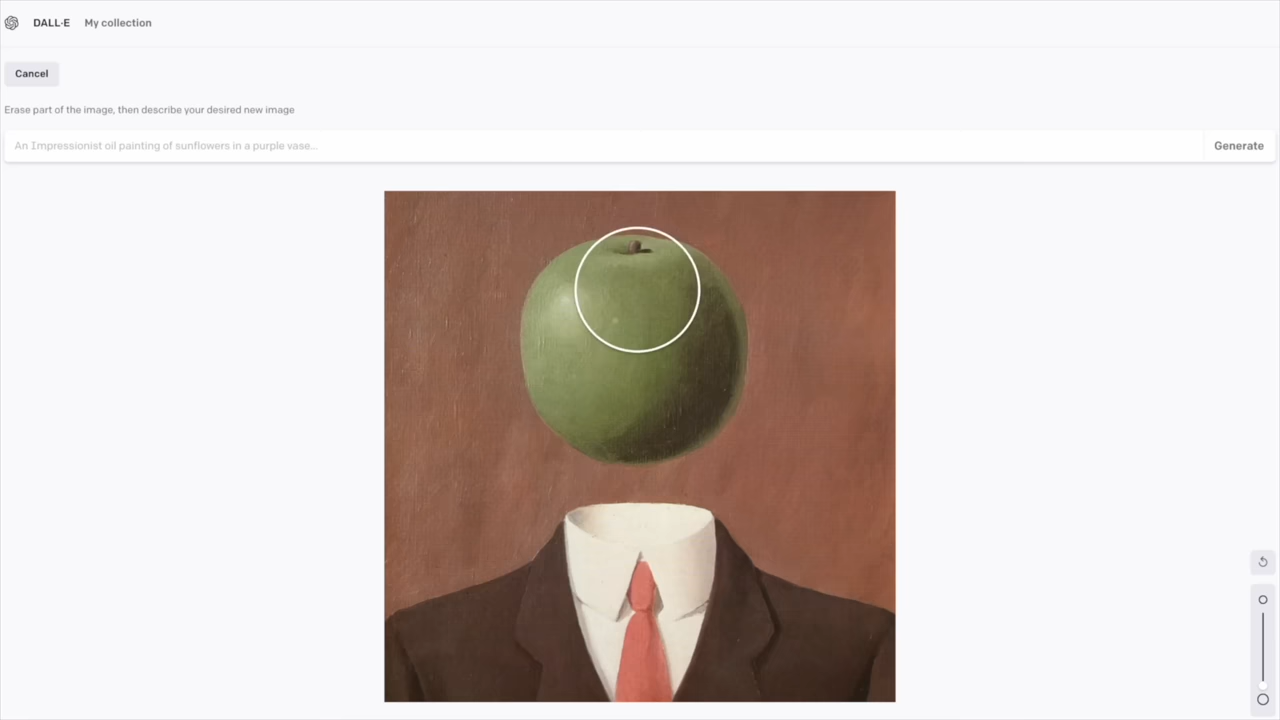 DALL·E My collection
Cancel
Erase part of the image, then describe your desired new image
An Impressionist oil painting of sunflowers in a purple vase...
Generate